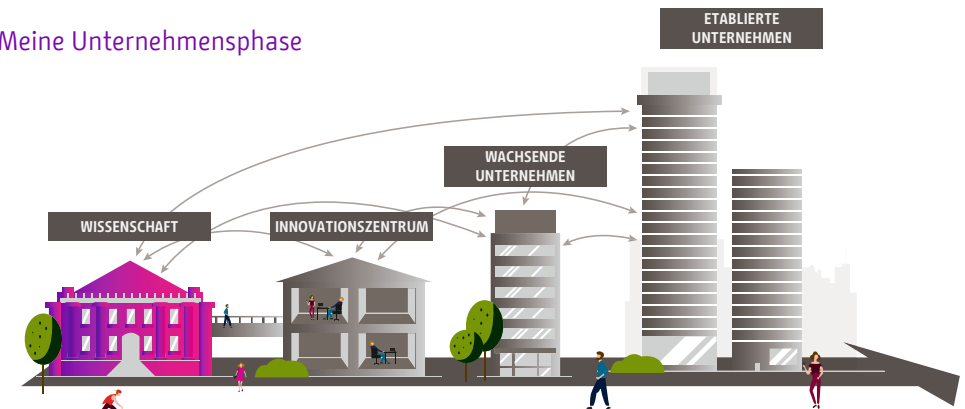 Meine Unternehmensphase
ETABLIERTE
UNTERNEHMEN
WACHSENDE
UNTERNEHMEN
WISSENSCHAFT
INNOVATIONSZENTRUM